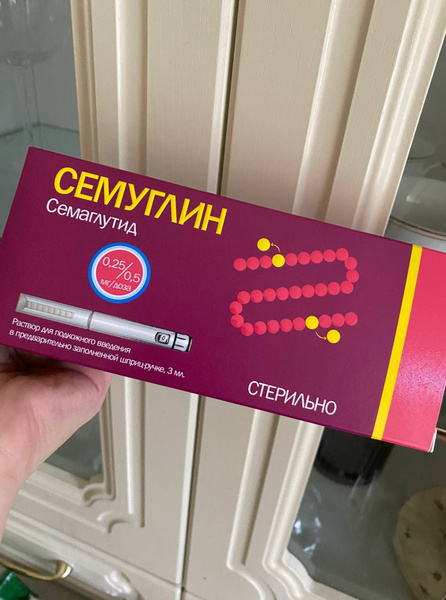 СЕМУГЛИН
Семаглутид
0,25/0,5
мг/доза
Раствор для подкожного введения
в предварительно заполненной шприц-ручке, 3 мл.
СТЕРИЛЬНО